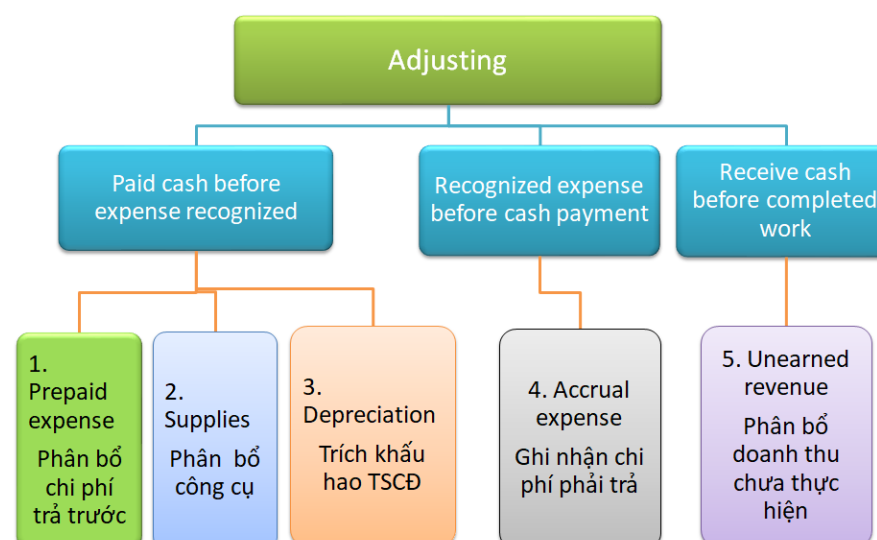 Adjusting
Paid cash before
expense recognized
Recognized expense
before cash payment
Receive cash
before completed
work
1.
Prepaid
expense
Phân bổ
chi phí
trả trước
2.
Supplies
Phân bổ
công cụ
3.
Depreciation
Trích khấu
hao TSCĐ
4. Accrual
expense
Ghi nhận chi
phí phải trả
5. Unearned
revenue
Phân bổ
doanh thu
chưa thực
hiện